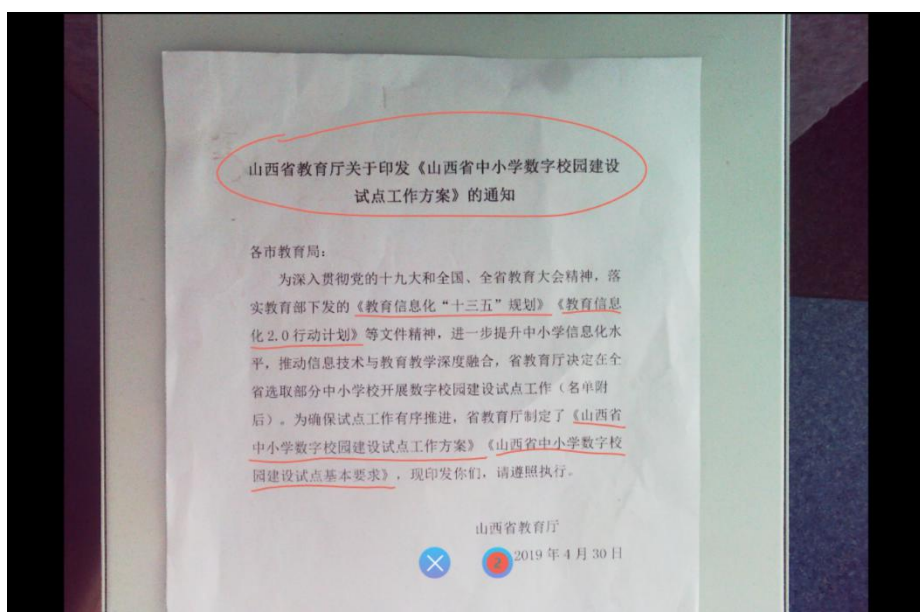 山西省教育厅关于印发《山西省中小学数字校园建设
试点工作方案》的通知
各市教育局：
为深入贯彻党的十九大和全国、全省教育大会精神，落
实教育部下发的《教育信息化“十三五”规划》《教育信息
化2.0行动计划》等文件精神，进一步提升中小学信息化水
平，推动信息技术与教育教学深度融合，省教育厅决定在全
省选取部分中小学校开展数字校园建设试点工作（名单附
后）。为确保试点工作有序推进，省教育厅制定了《山西省
中小学数字校园建设试点工作方案》《山西省中小学数字校
园建设试点基本要求》，现印发你们，请遵照执行。
山西省教育厅
2019年4月30日
2